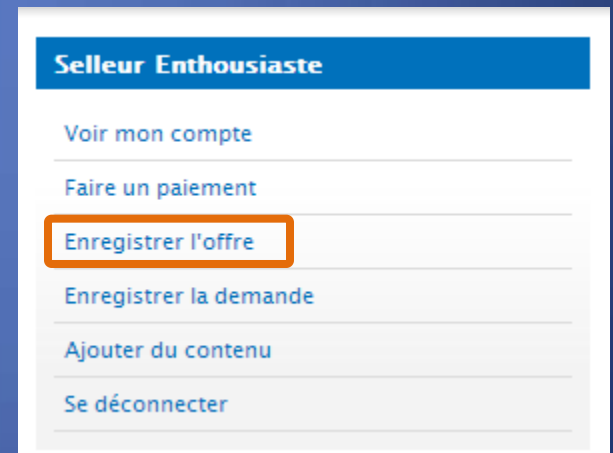 Selleur Enthousiaste
Voir mon compte
Faire un paiement
Enregistrer l'offre
Enregistrer la demande
Ajouter du contenu
Se déconnecter